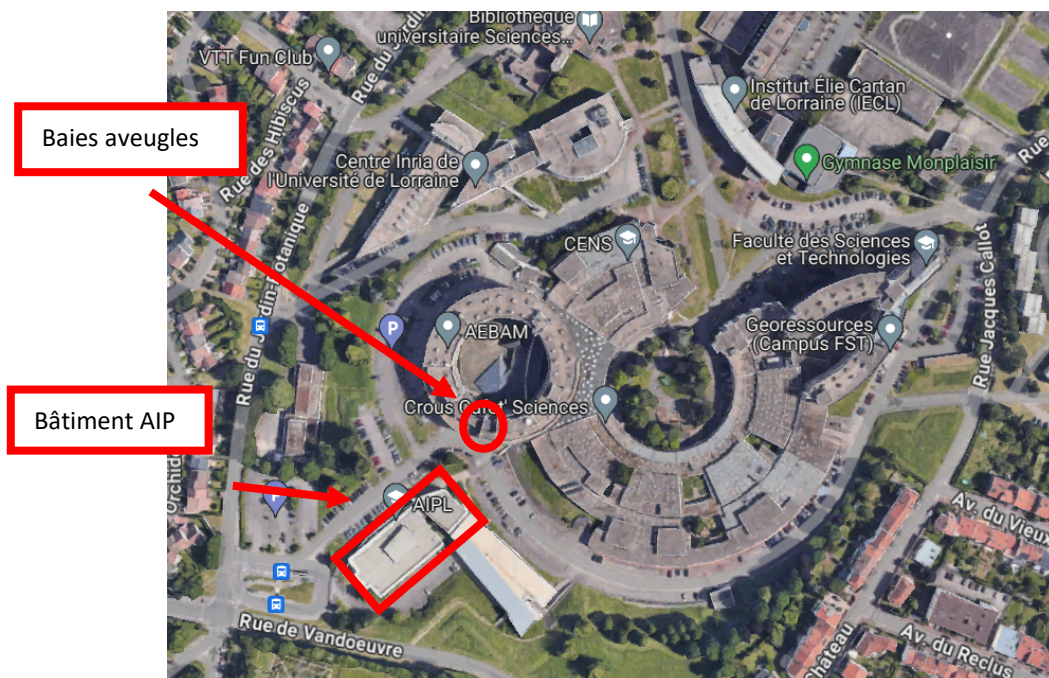 Bibliothèque
universitaire Sciences...
VTT Fun Club
Rue du Jardin
Institut Élie Cartan
de Lorraine (IECL)
Baies aveugles
Rue des Hibiscus
Centre Inria de
l'Université de Lorraine
Gymnase Monplaisir
Rue
CENS
Faculté des Sciences
et Technologies
Rue du Jardin-Botanique
P
AEBAM
Georessources
(Campus FST)
Rue Jacques Callot
Crous Sciences
Bâtiment AIP
AIPL
Av. du Vieux
Rue de Vandoeuvre
Château
Av. du Reclus